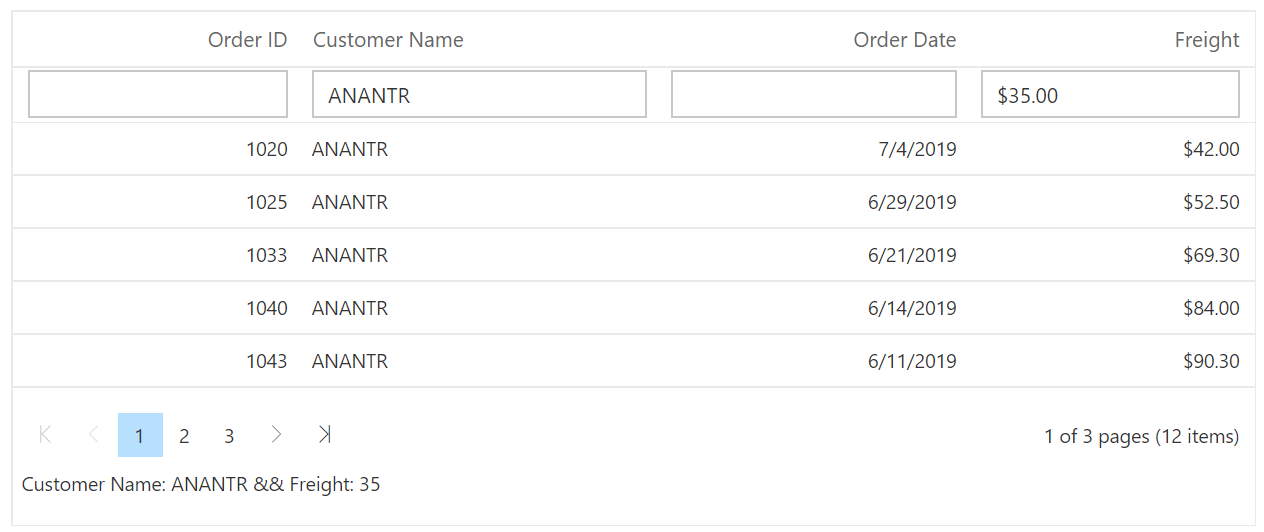 Order ID Customer Name Order Date Freight
ANANTR $35.00
1020 ANANTR 7/4/2019 $42.00
1025 ANANTR 6/29/2019 $52.50
1033 ANANTR 6/21/2019 $69.30
1040 ANANTR 6/14/2019 $84.00
1043 ANANTR 6/11/2019 $90.30
1 2 3 1 of 3 pages (12 items)
Customer Name: ANANTR && Freight: 35